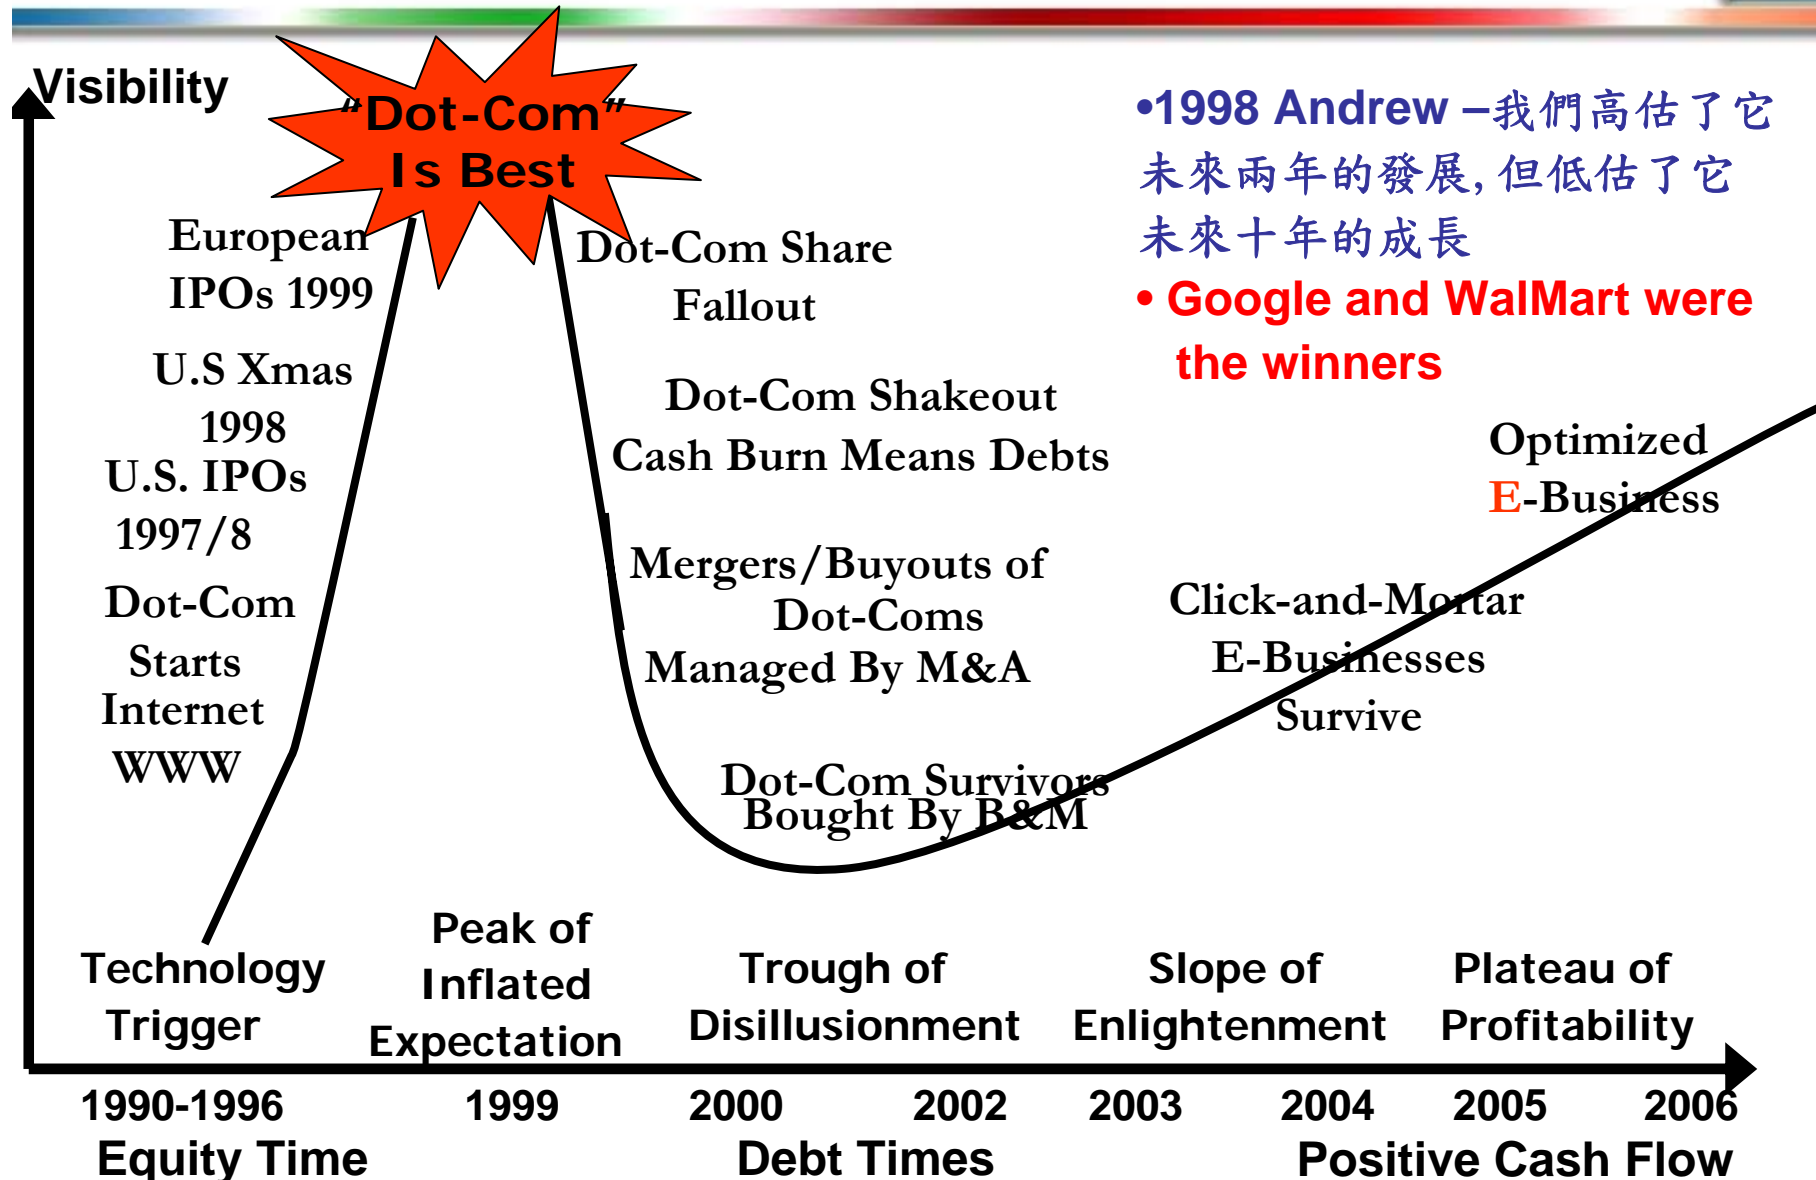 Visibility
“Dot-Com”
Is Best
•1998 Andrew –我們高估了它
未來兩年的發展, 但低估了它
未來十年的成長
• Google and WalMart were
the winners
European
IPOs 1999
U.S Xmas
1998
U.S. IPOs
1997/8
Dot-Com
Starts
Internet
WWW
Dot-Com Share
Fallout
Dot-Com Shakeout
Cash Burn Means Debts
Mergers/Buyouts of
Dot-Coms
Managed By M&A
Dot-Com Survivors
Bought By B&M
Click-and-Mortar
E-Businesses
Survive
Optimized
E-Business
Technology
Trigger
Peak of
Inflated
Expectation
Trough of
Disillusionment
Slope of
Enlightenment
Plateau of
Profitability
1990-1996
1999
2000
2002
2003
2004
2005
2006
Equity Time
Debt Times
Positive Cash Flow